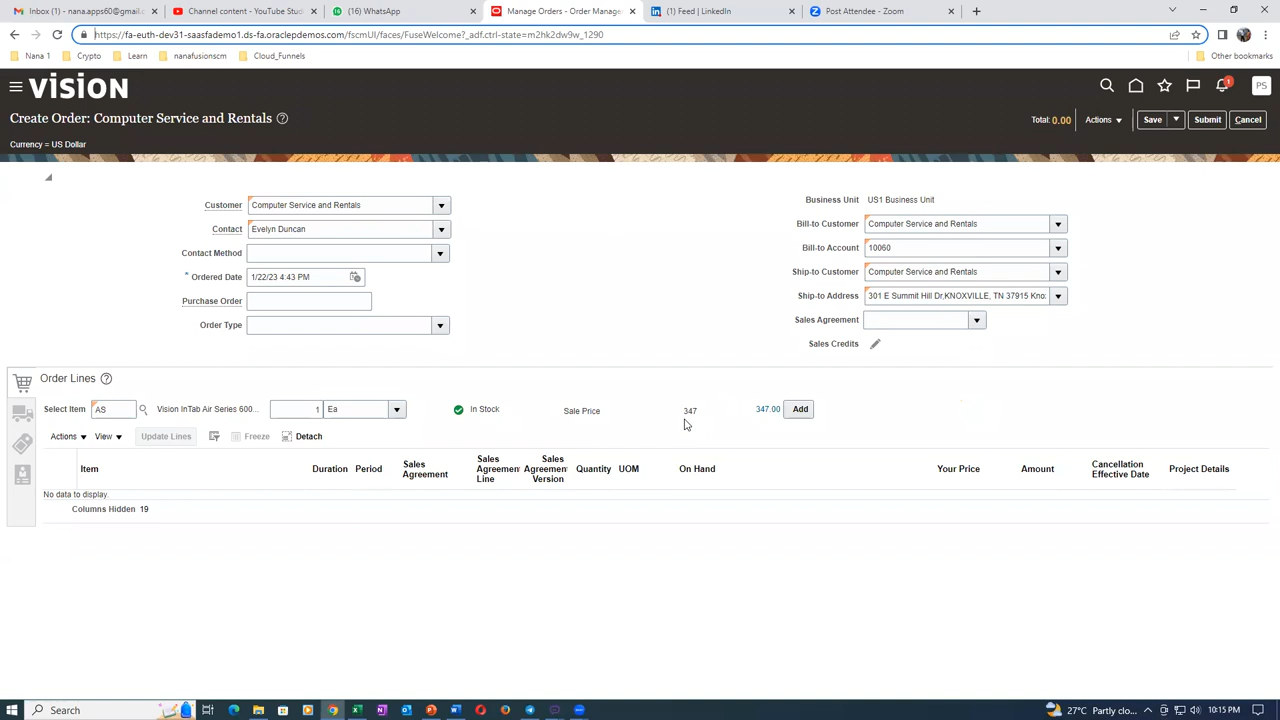 Inbox (1) - nana.apps60@gmail.c
Channel content - YouTube Stud
(16) WhatsApp
Manage Orders - Order Manage
(1) Feed | LinkedIn
Post Attendee - Zoom
https://fa-euth-dev31-saasfademo1.ds-fa.oraclepdemos.com/fscmUI/faces/FuseWelcome?_adf.ctrl-state=m2hk2dw9w_1290
Nana 1
Crypto
Learn
nanafusionscm
Cloud_Funnels
Other bookmarks
VISION
1
PS
Create Order: Computer Service and Rentals
Total: 0.00
Actions
Save
Submit
Cancel
Currency = US Dollar
Customer Computer Service and Rentals
Contact Evelyn Duncan
Contact Method
* Ordered Date 1/22/23 4:43 PM
Purchase Order
Order Type
Business Unit US1 Business Unit
Bill-to Customer Computer Service and Rentals
Bill-to Account 10060
Ship-to Customer Computer Service and Rentals
Ship-to Address 301 E Summit Hill Dr,KNOXVILLE, TN 37915 Kno:
Sales Agreement
Sales Credits
Order Lines
Select Item AS Vision InTab Air Series 600... 1 Ea In Stock Sale Price 347 347.00 Add
Actions View Update Lines Freeze Detach
Item Duration Period Sales Agreement Sales Agreement Line Sales Agreement Version Quantity UOM On Hand Your Price Amount Cancellation Effective Date Project Details
No data to display.
Columns Hidden 19
Search
27°C Partly clo...
10:15 PM